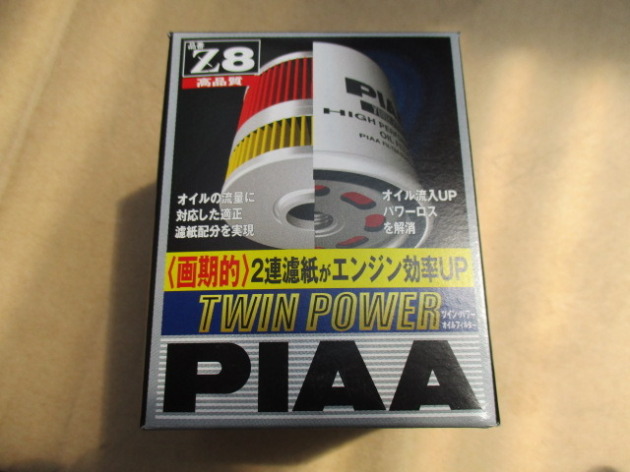 品番
Z8
高品質
PIAA
HIGH PER
OIL F
PIAA
オイルの流量に
対応した適正
濾紙配分を実現
オイル流入UP
パワーロス
を解消
〈画期的〉2連濾紙がエンジン効率UP
TWIN POWER
ツイン・パワー
オイルフィルター
PIAA